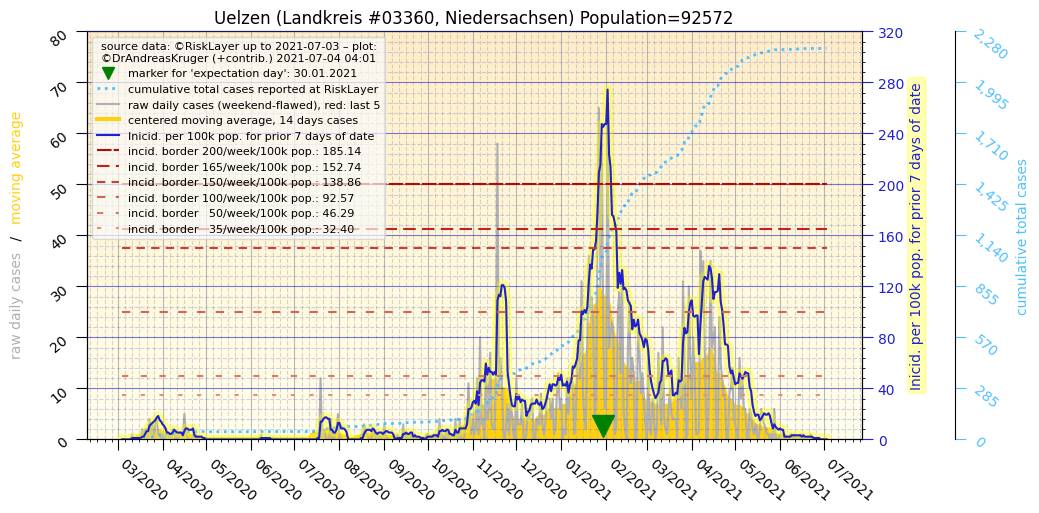 Uelzen (Landkreis #03360, Niedersachsen) Population=92572
source data: ©RiskLayer up to 2021-07-03 – plot:
©DrAndreasKruger (+contrib.) 2021-07-04 04:01
marker for 'expectation day': 30.01.2021
cumulative total cases reported at RiskLayer
raw daily cases (weekend-flawed), red: last 5
centered moving average, 14 days cases
Inicid. per 100k pop. for prior 7 days of date
incid. border 200/week/100k pop.: 185.14
incid. border 165/week/100k pop.: 152.74
incid. border 150/week/100k pop.: 138.86
incid. border 100/week/100k pop.: 92.57
incid. border   50/week/100k pop.: 46.29
incid. border   35/week/100k pop.: 32.40
raw daily cases / moving average
80
70
60
50
40
30
20
10
0
03/2020
04/2020
05/2020
06/2020
07/2020
08/2020
09/2020
10/2020
11/2020
12/2020
01/2021
02/2021
03/2021
04/2021
05/2021
06/2021
07/2021
320
280
240
200
160
120
80
40
0
Inicid. per 100k pop. for prior 7 days of date
2,280
1,995
1,710
1,425
1,140
855
570
285
0
cumulative total cases